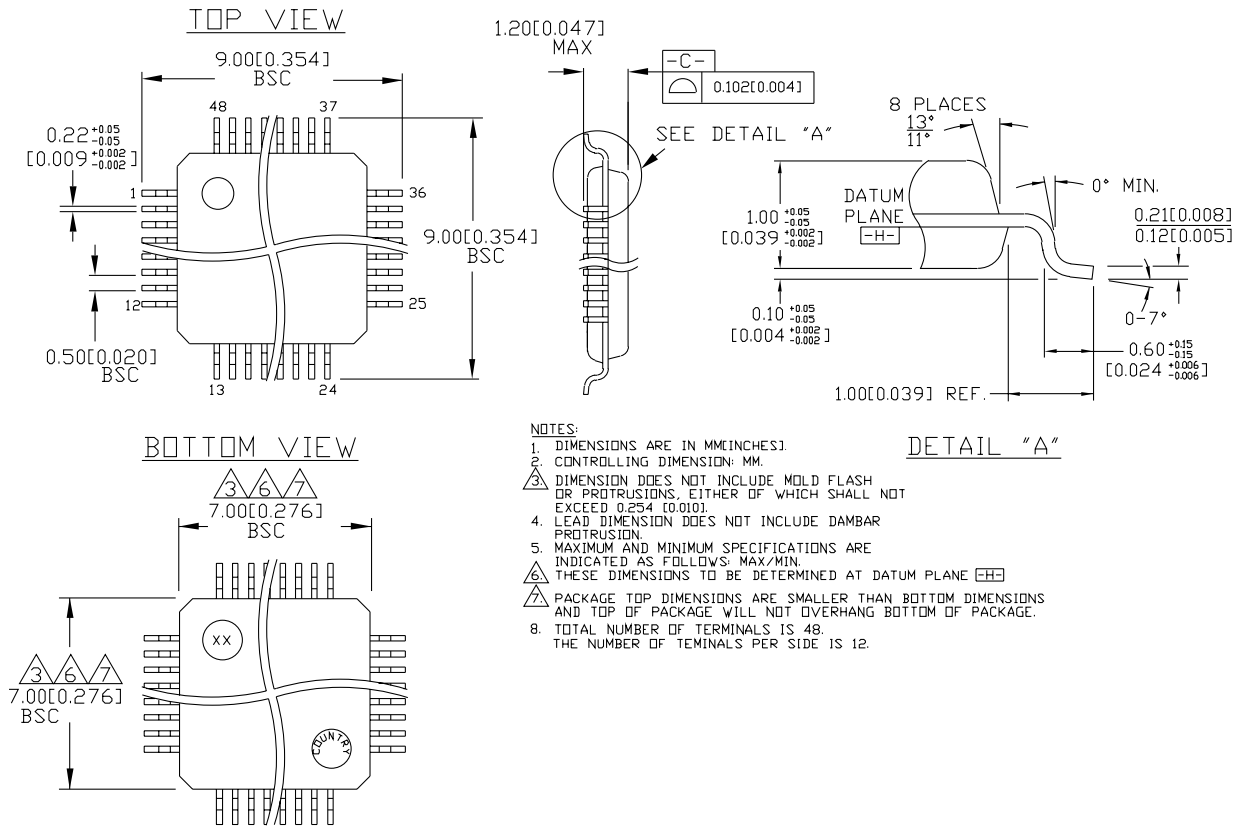 TOP VIEW
9.00[0.354]
BSC
48
37
0.22 +0.05 -0.05
[0.009 +0.002 -0.002]
1
36
9.00[0.354]
BSC
12
25
0.50[0.020]
BSC
13
24
1.20[0.047]
MAX
-C-
0.102[0.004]
SEE DETAIL "A"
8 PLACES
13°
11°
0° MIN.
DATUM
PLANE
-H-
1.00 +0.05 -0.05
[0.039 +0.002 -0.002]
0.21[0.008]
0.12[0.005]
0.10 +0.05 -0.05
[0.004 +0.002 -0.002]
0-7°
0.60 +0.15 -0.15
[0.024 +0.006 -0.006]
1.00[0.039] REF.
DETAIL "A"
BOTTOM VIEW
3 6 7
7.00[0.276]
BSC
XX
3 6 7
7.00[0.276]
BSC
COUNTRY
NOTES:
1. DIMENSIONS ARE IN MM[INCHES].
2. CONTROLLING DIMENSION: MM.
3. DIMENSION DOES NOT INCLUDE MOLD FLASH
OR PROTRUSIONS, EITHER OF WHICH SHALL NOT
EXCEED 0.254 [0.010].
4. LEAD DIMENSION DOES NOT INCLUDE DAMBAR
PROTRUSION.
5. MAXIMUM AND MINIMUM SPECIFICATIONS ARE
INDICATED AS FOLLOWS: MAX/MIN.
6. THESE DIMENSIONS TO BE DETERMINED AT DATUM PLANE -H-
7. PACKAGE TOP DIMENSIONS ARE SMALLER THAN BOTTOM DIMENSIONS
AND TOP OF PACKAGE WILL NOT OVERHANG BOTTOM OF PACKAGE.
8. TOTAL NUMBER OF TERMINALS IS 48.
THE NUMBER OF TEMINALS PER SIDE IS 12.